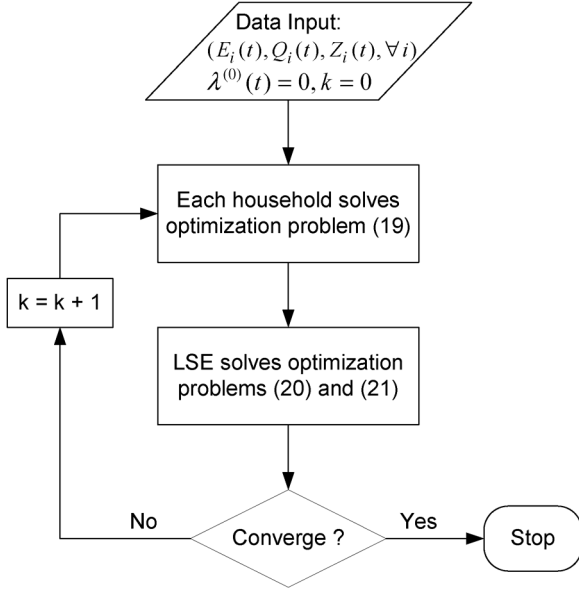 Data Input:
(E_i(t), Q_i(t), Z_i(t), ∀i)
λ^(0)(t) = 0, k = 0
Each household solves
optimization problem (19)
k = k + 1
LSE solves optimization
problems (20) and (21)
No
Converge ?
Yes
Stop